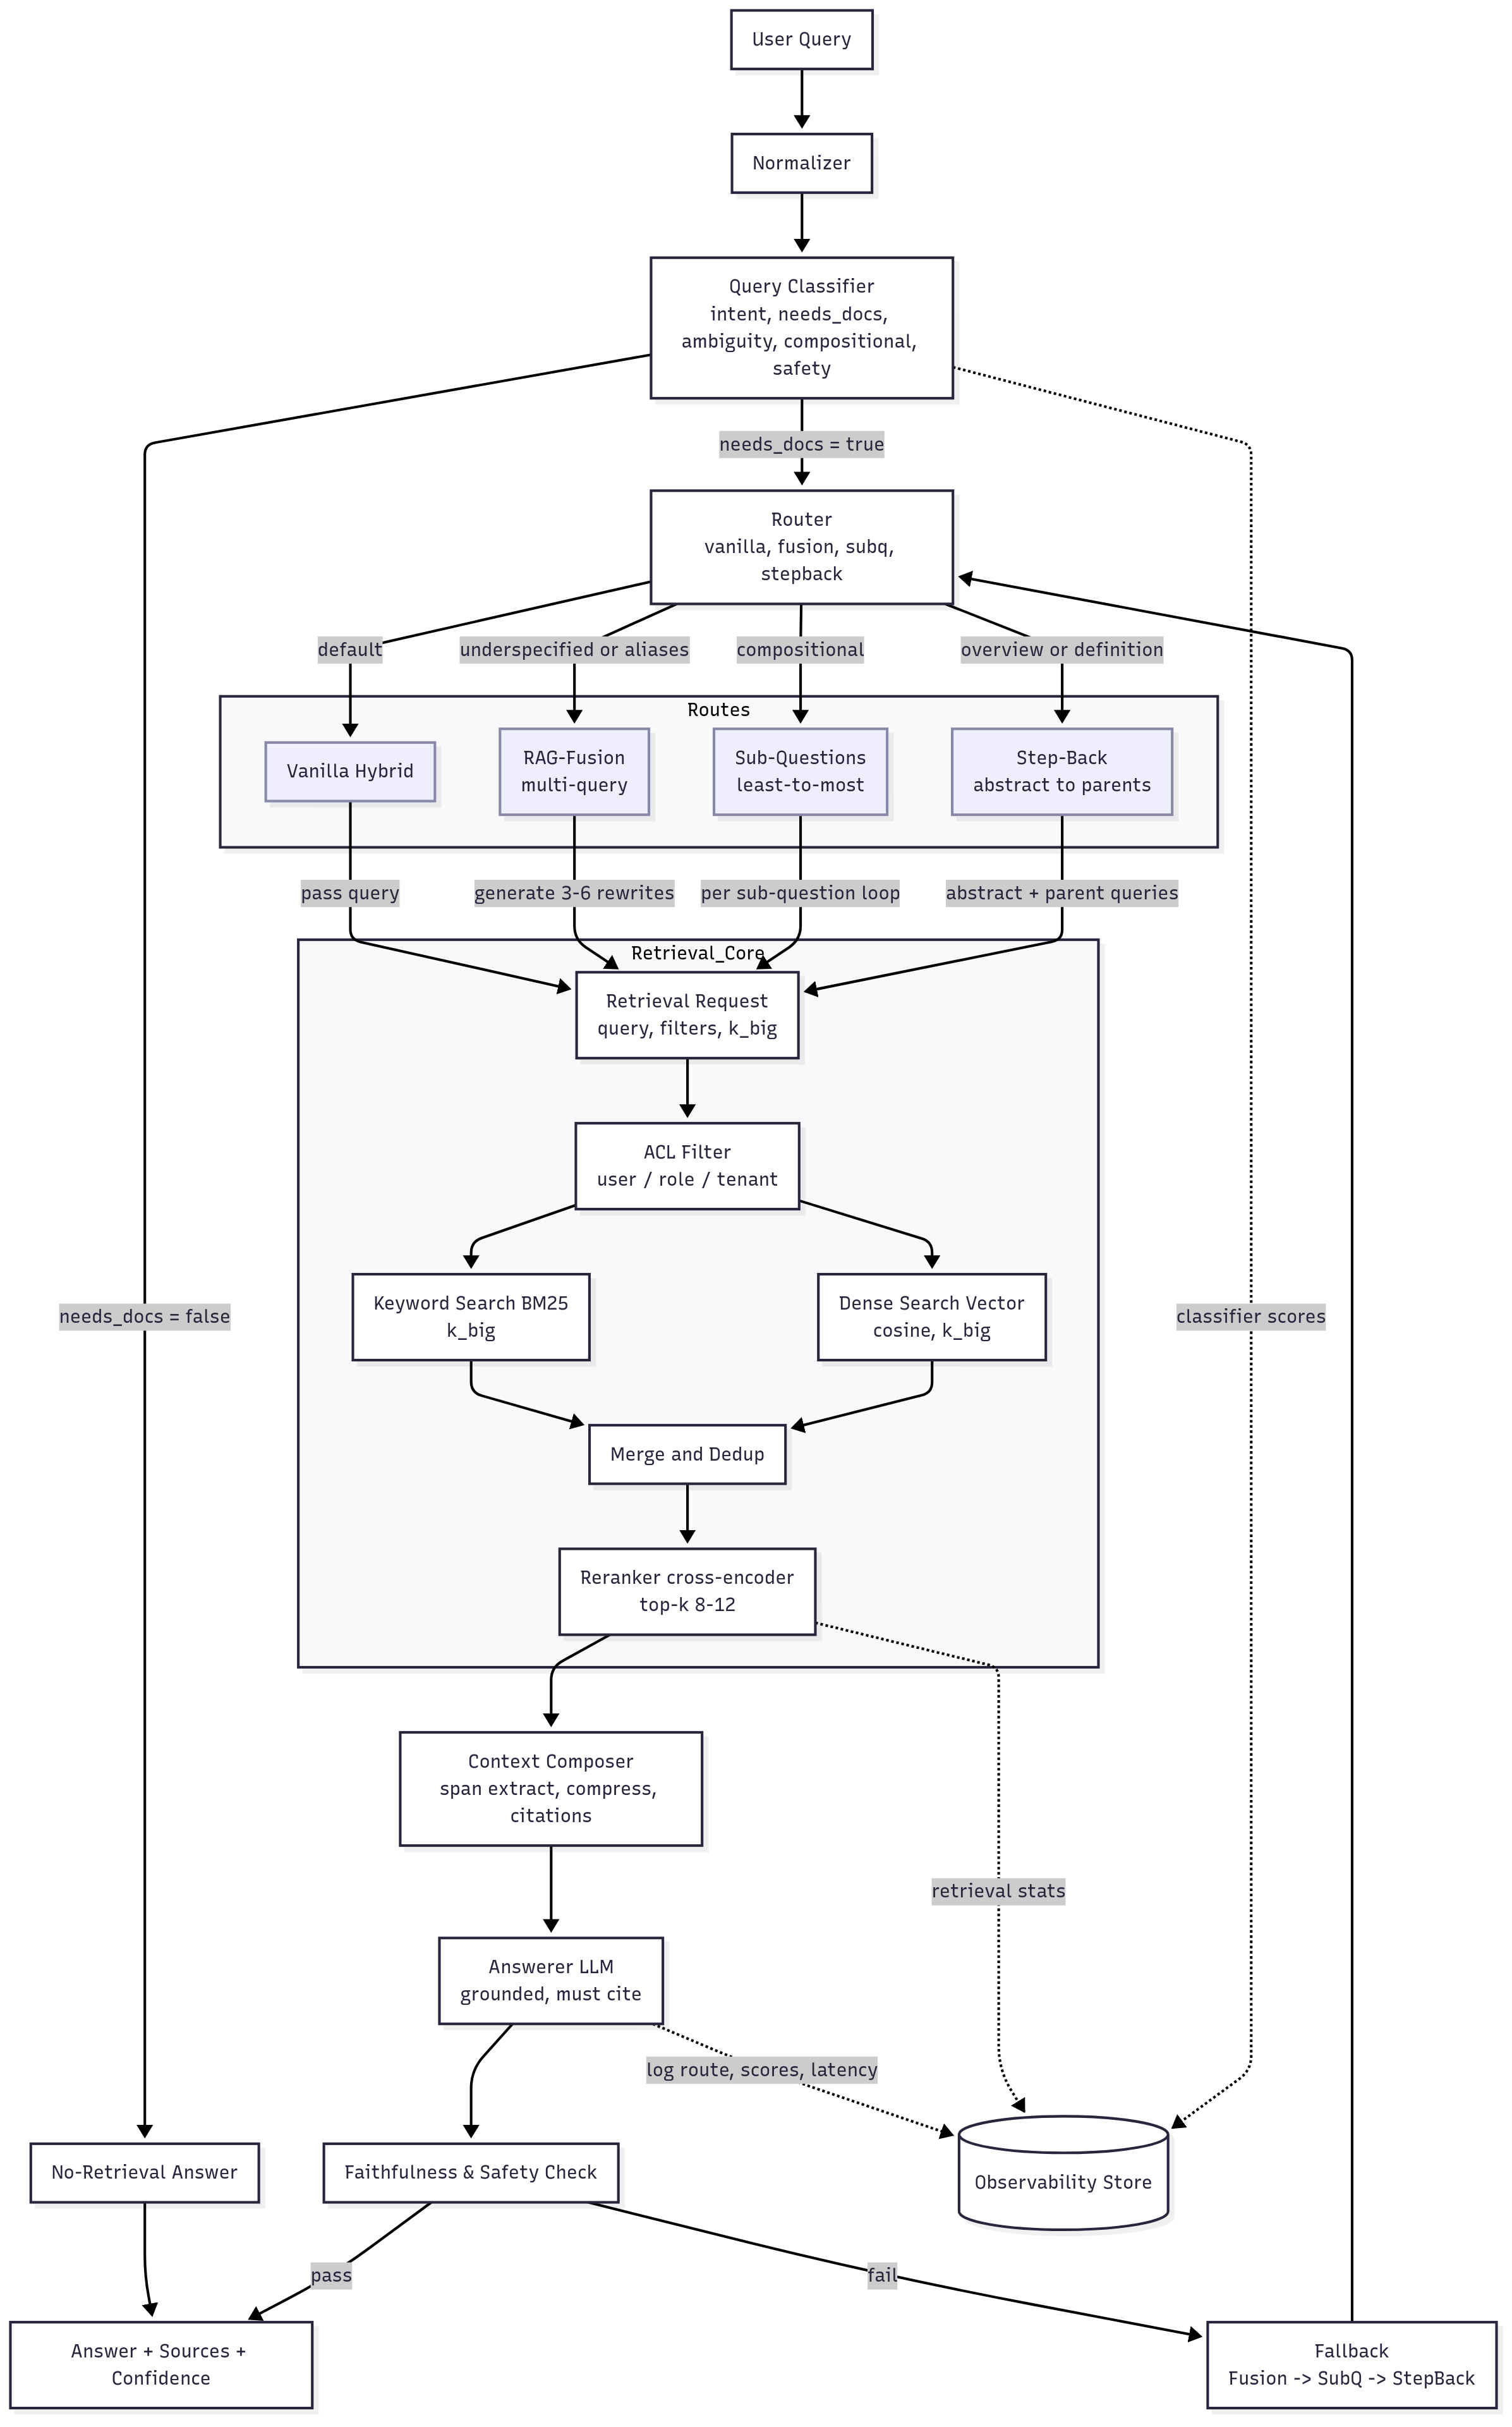 User Query
Normalizer
Query Classifier
intent, needs_docs,
ambiguity, compositional,
safety
needs_docs = true
Router
vanilla, fusion, subq,
stepback
default
underspecified or aliases
compositional
overview or definition
Routes
Vanilla Hybrid
RAG-Fusion
multi-query
Sub-Questions
least-to-most
Step-Back
abstract to parents
pass query
generate 3-6 rewrites
per sub-question loop
abstract + parent queries
Retrieval_Core
Retrieval Request
query, filters, k_big
ACL Filter
user / role / tenant
Keyword Search BM25
k_big
Dense Search Vector
cosine, k_big
needs_docs = false
classifier scores
Merge and Dedup
Reranker cross-encoder
top-k 8-12
Context Composer
span extract, compress,
citations
retrieval stats
Answerer LLM
grounded, must cite
log route, scores, latency
No-Retrieval Answer
Faithfulness & Safety Check
Observability Store
pass
fail
Answer + Sources +
Confidence
Fallback
Fusion -> SubQ -> StepBack